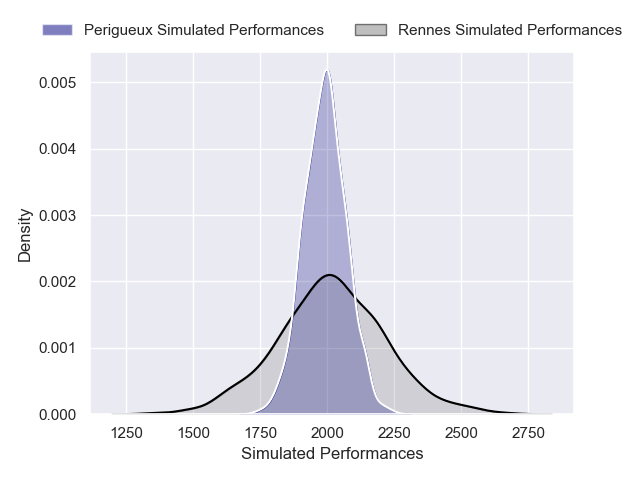 Perigueux Simulated Performances Rennes Simulated Performances
0.005
0.004
0.003
0.002
0.001
0.000
Density
1250 1500 1750 2000 2250 2500 2750
Simulated Performances